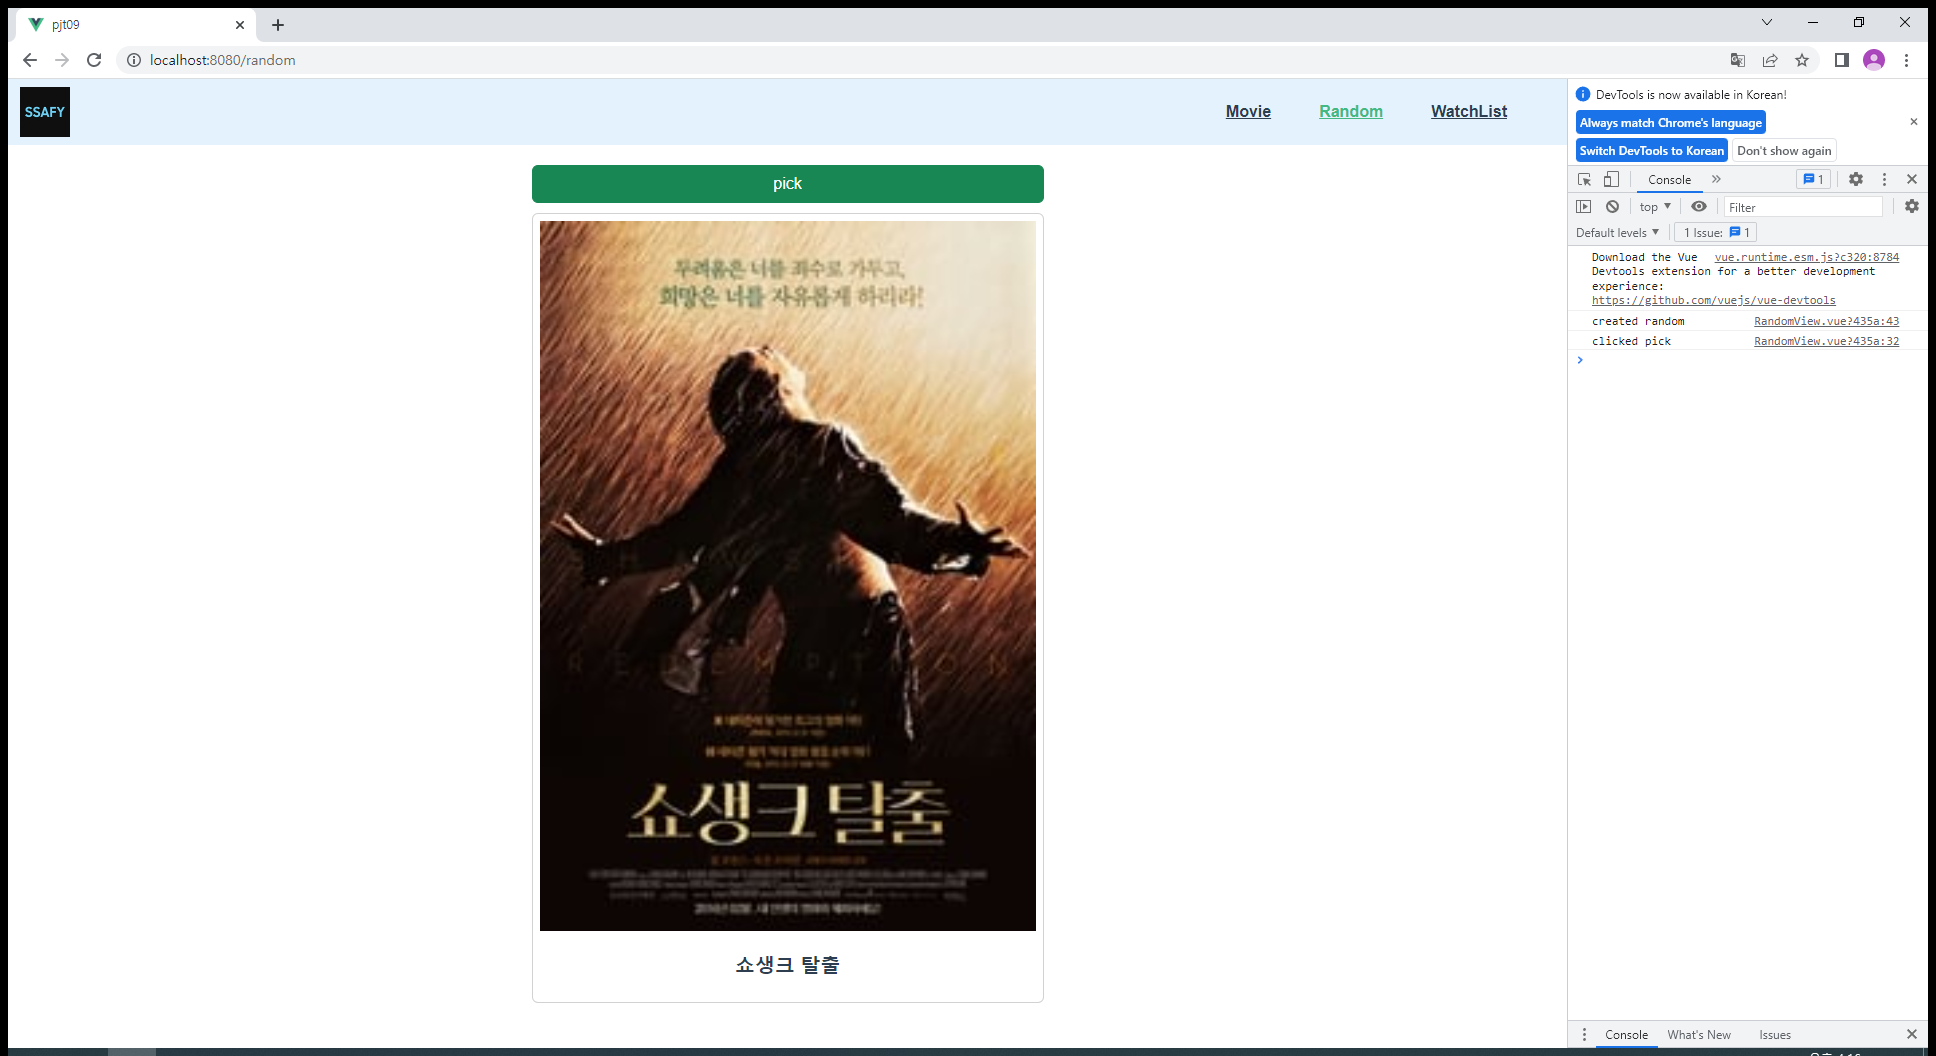 pjt09
localhost:8080/random
SSAFY
Movie
Random
WatchList
pick
두려움은 너를 죄수로 가두고,
희망은 너를 자유롭게 하리라!
REDEMPTION
쇼생크 탈출
쇼생크 탈출
DevTools is now available in Korean!
Always match Chrome's language
Switch DevTools to Korean
Don't show again
Console
1
top
Filter
Default levels
1 Issue:
1
Download the Vue vue.runtime.esm.js?c320:8784
Devtools extension for a better development
experience:
https://github.com/vuejs/vue-devtools
created random RandomView.vue?435a:43
clicked pick RandomView.vue?435a:32
Console
What's New
Issues